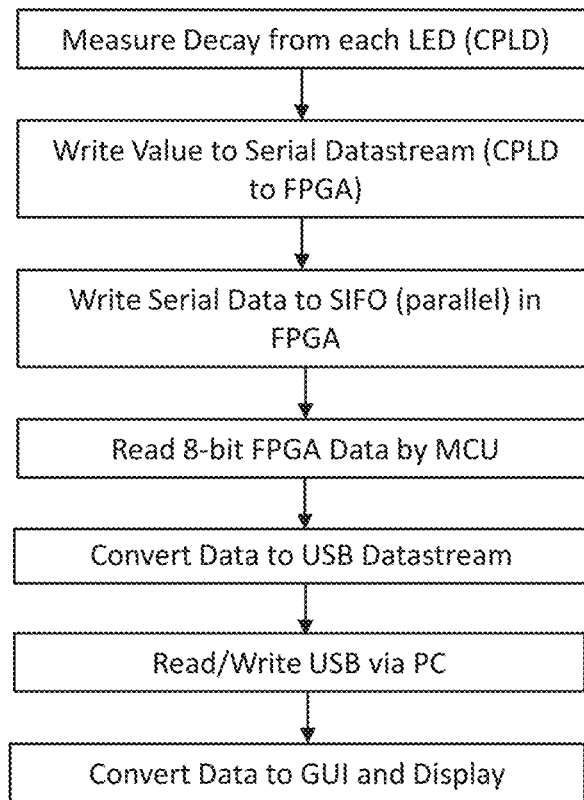 Measure Decay from each LED (CPLD)
Write Value to Serial Datastream (CPLD
to FPGA)
Write Serial Data to SIFO (parallel) in
FPGA
Read 8-bit FPGA Data by MCU
Convert Data to USB Datastream
Read/Write USB via PC
Convert Data to GUI and Display